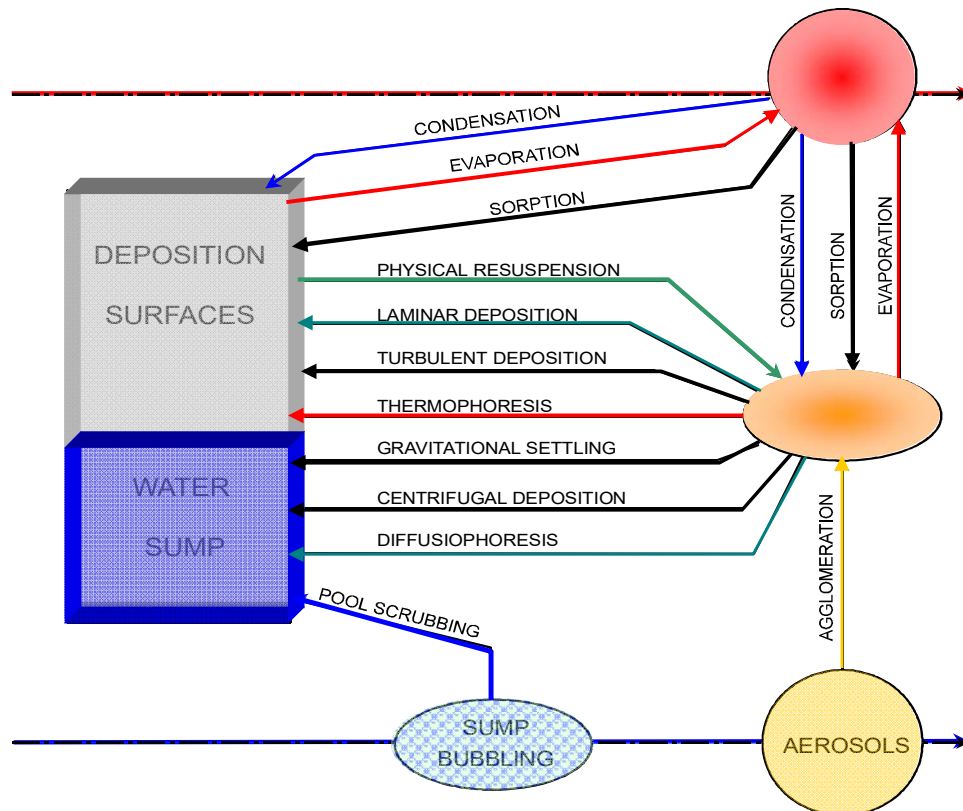 CONDENSATION
EVAPORATION
SORPTION
CONDENSATION
SORPTION
EVAPORATION
DEPOSITION
SURFACES
PHYSICAL RESUSPENSION
LAMINAR DEPOSITION
TURBULENT DEPOSITION
THERMOPHORESIS
GRAVITATIONAL SETTLING
WATER
SUMP
CENTRIFUGAL DEPOSITION
DIFFUSIOPHORESIS
AGGLOMERATION
POOL SCRUBBING
SUMP
BUBBLING
AEROSOLS